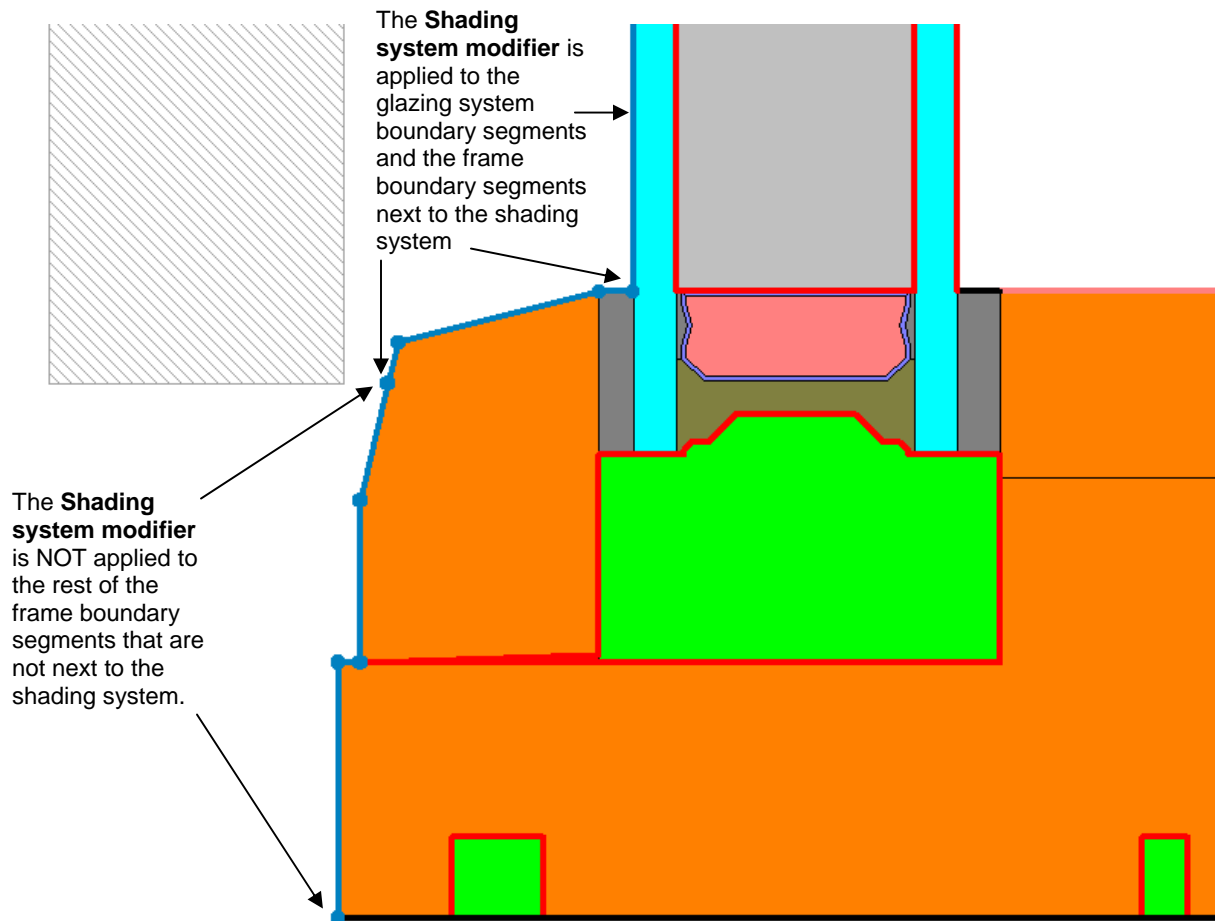 The Shading
system modifier is
applied to the
glazing system
boundary segments
and the frame
boundary segments
next to the shading
system
The Shading
system modifier
is NOT applied to
the rest of the
frame boundary
segments that are
not next to the
shading system.